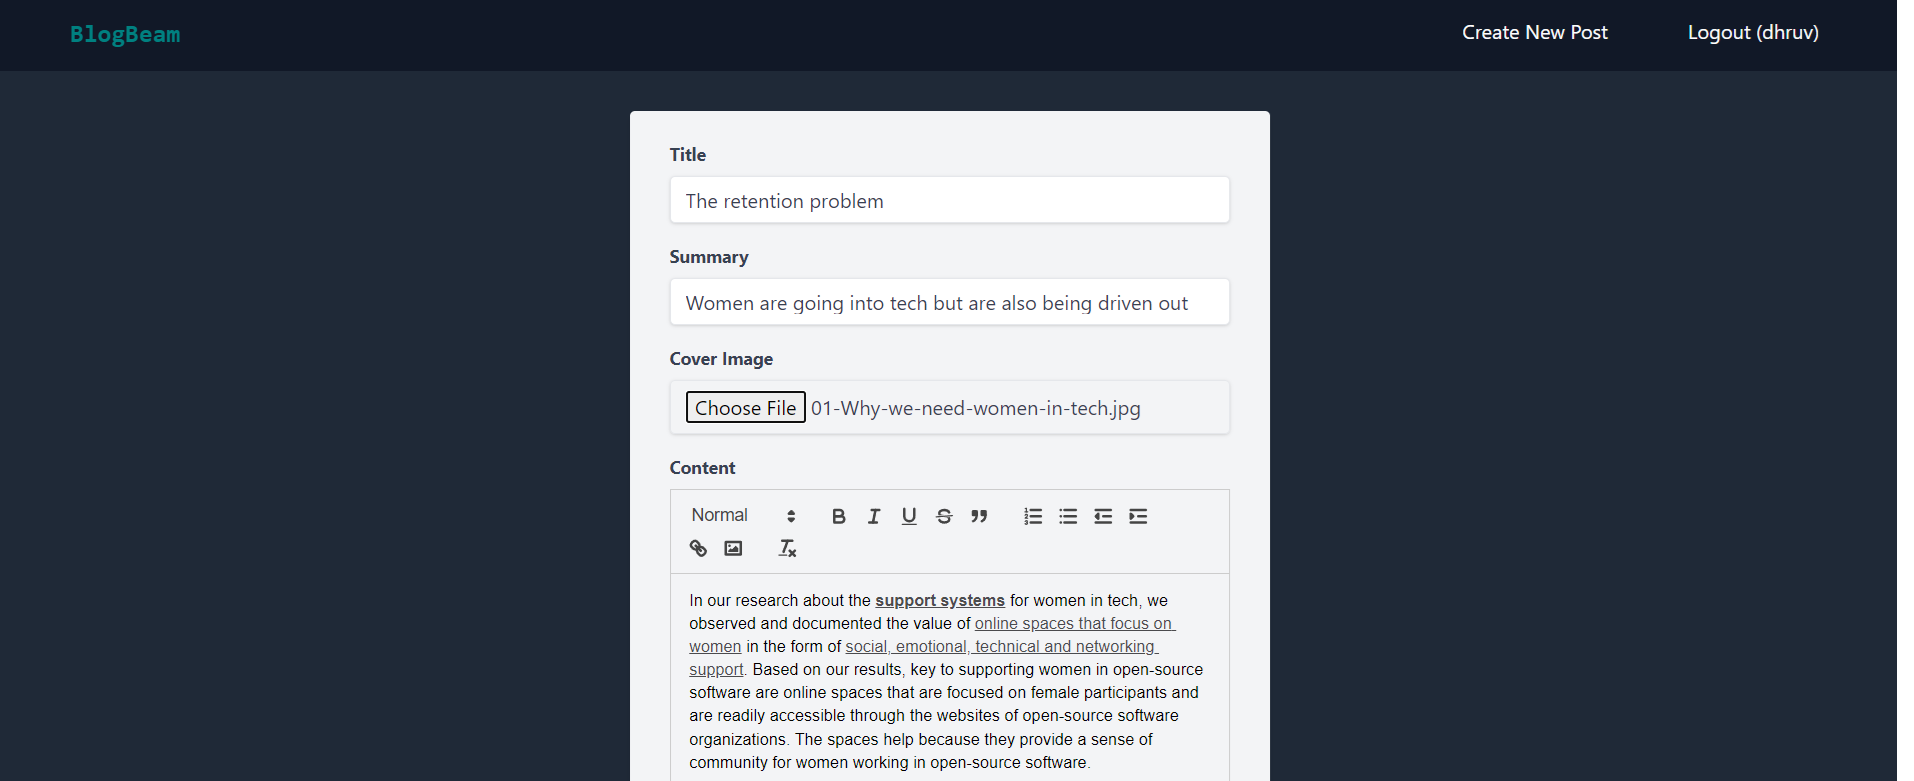 BlogBeam
Create New Post
Logout (dhruv)
Title
The retention problem
Summary
Women are going into tech but are also being driven out
Cover Image
Choose File 01-Why-we-need-women-in-tech.jpg
Content
Normal
In our research about the support systems for women in tech, we
observed and documented the value of online spaces that focus on
women in the form of social, emotional, technical and networking
support. Based on our results, key to supporting women in open-source
software are online spaces that are focused on female participants and
are readily accessible through the websites of open-source software
organizations. The spaces help because they provide a sense of
community for women working in open-source software.